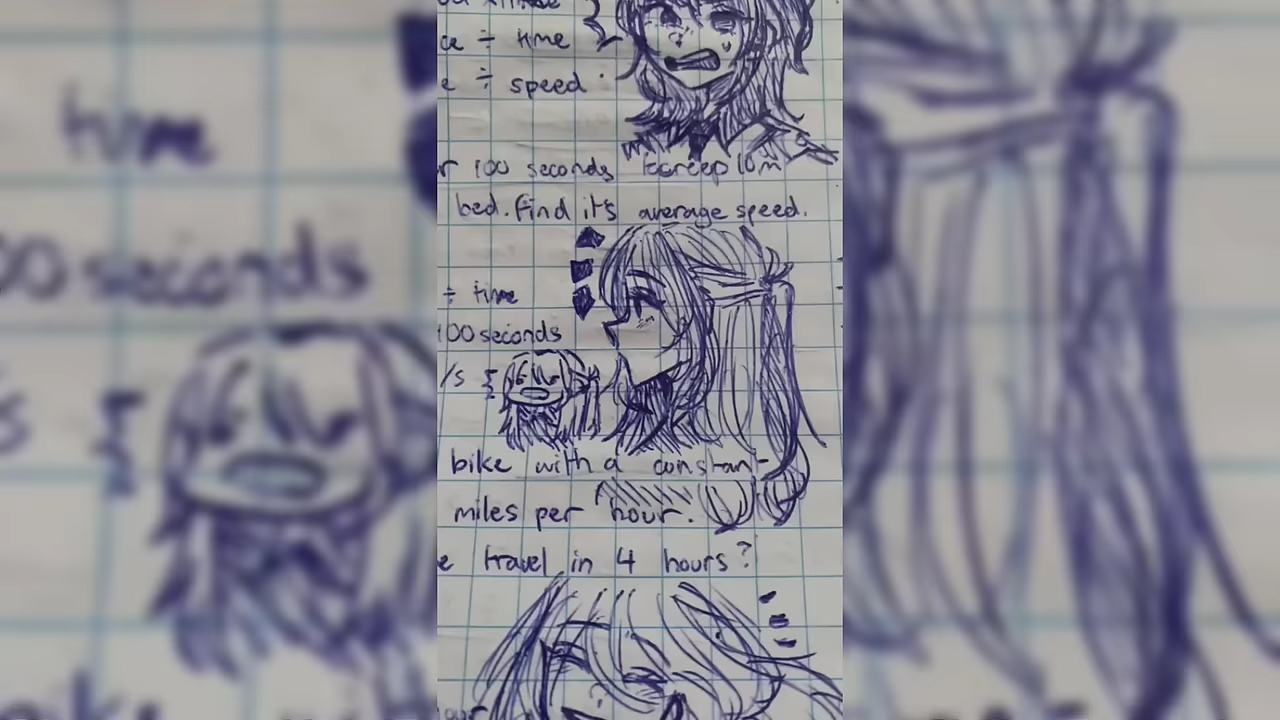 ce ÷ time
e ÷ speed
r 100 seconds
bed. Find it's average speed.
÷ time
100 seconds
/s
bike with a constant
miles per hour.
e travel in 4 hours?